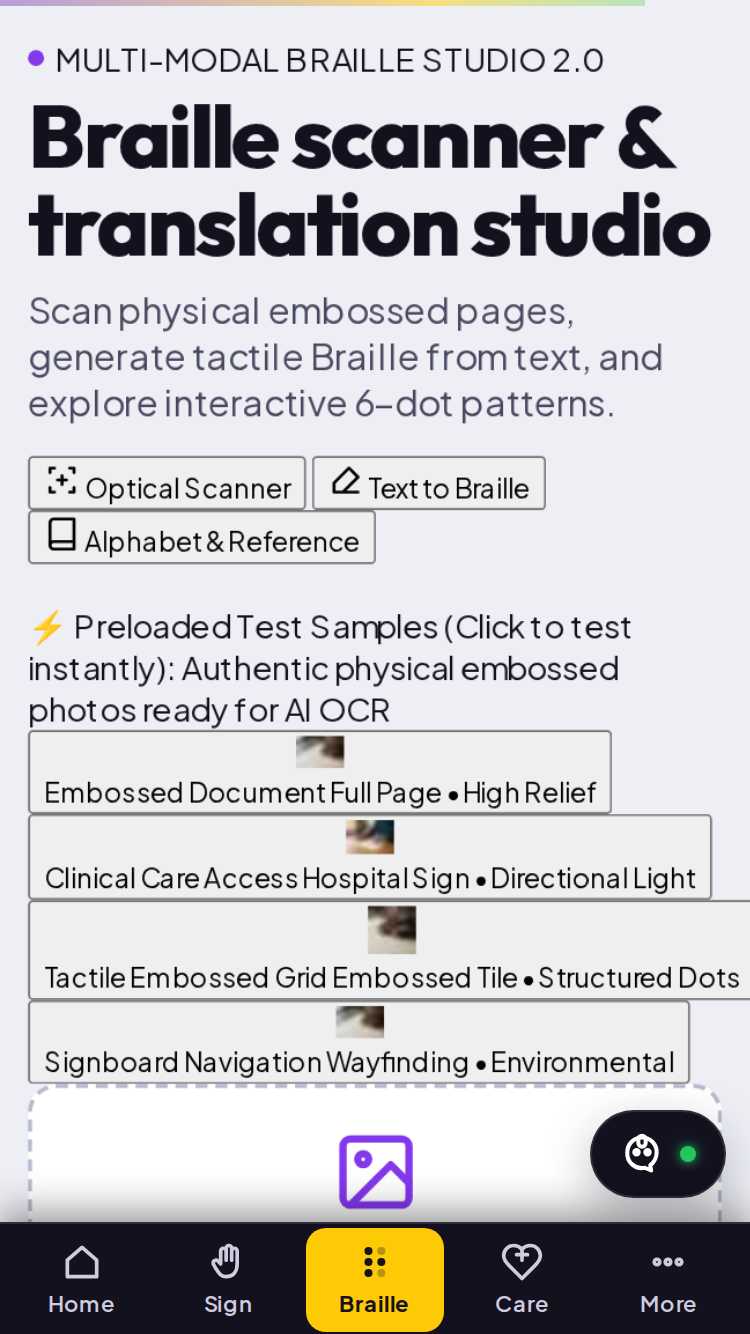 MULTI-MODAL BRAILLE STUDIO 2.0
Braille scanner &
translation studio
Scan physical embossed pages,
generate tactile Braille from text, and
explore interactive 6-dot patterns.
Optical Scanner
Text to Braille
Alphabet & Reference
⚡ Preloaded Test Samples (Click to test
instantly): Authentic physical embossed
photos ready for AI OCR
Embossed Document Full Page • High Relief
Clinical Care Access Hospital Sign • Directional Light
Tactile Embossed Grid Embossed Tile • Structured Dots
Signboard Navigation Wayfinding • Environmental
Home
Sign
Braille
Care
More